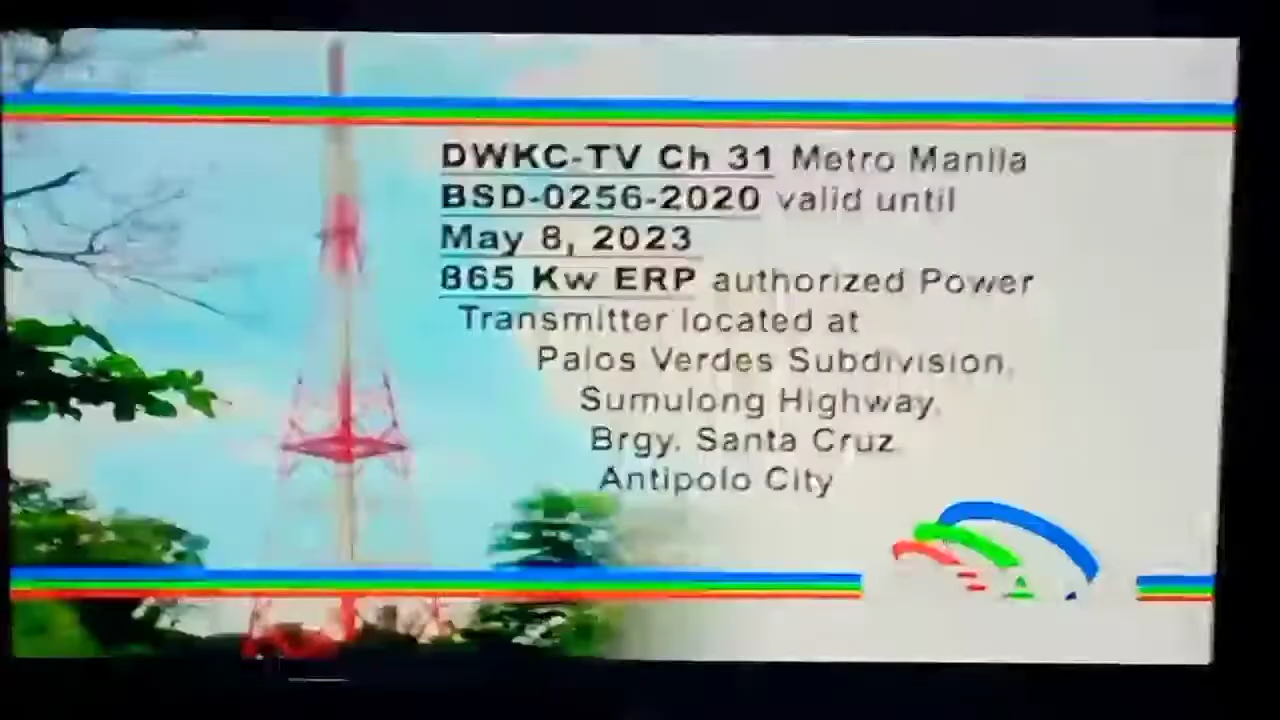 DWKC-TV Ch 31 Metro Manila
BSD-0256-2020 valid until
May 8, 2023
865 Kw ERP authorized Power
Transmitter located at
Palos Verdes Subdivision,
Sumulong Highway,
Brgy. Santa Cruz
Antipolo City